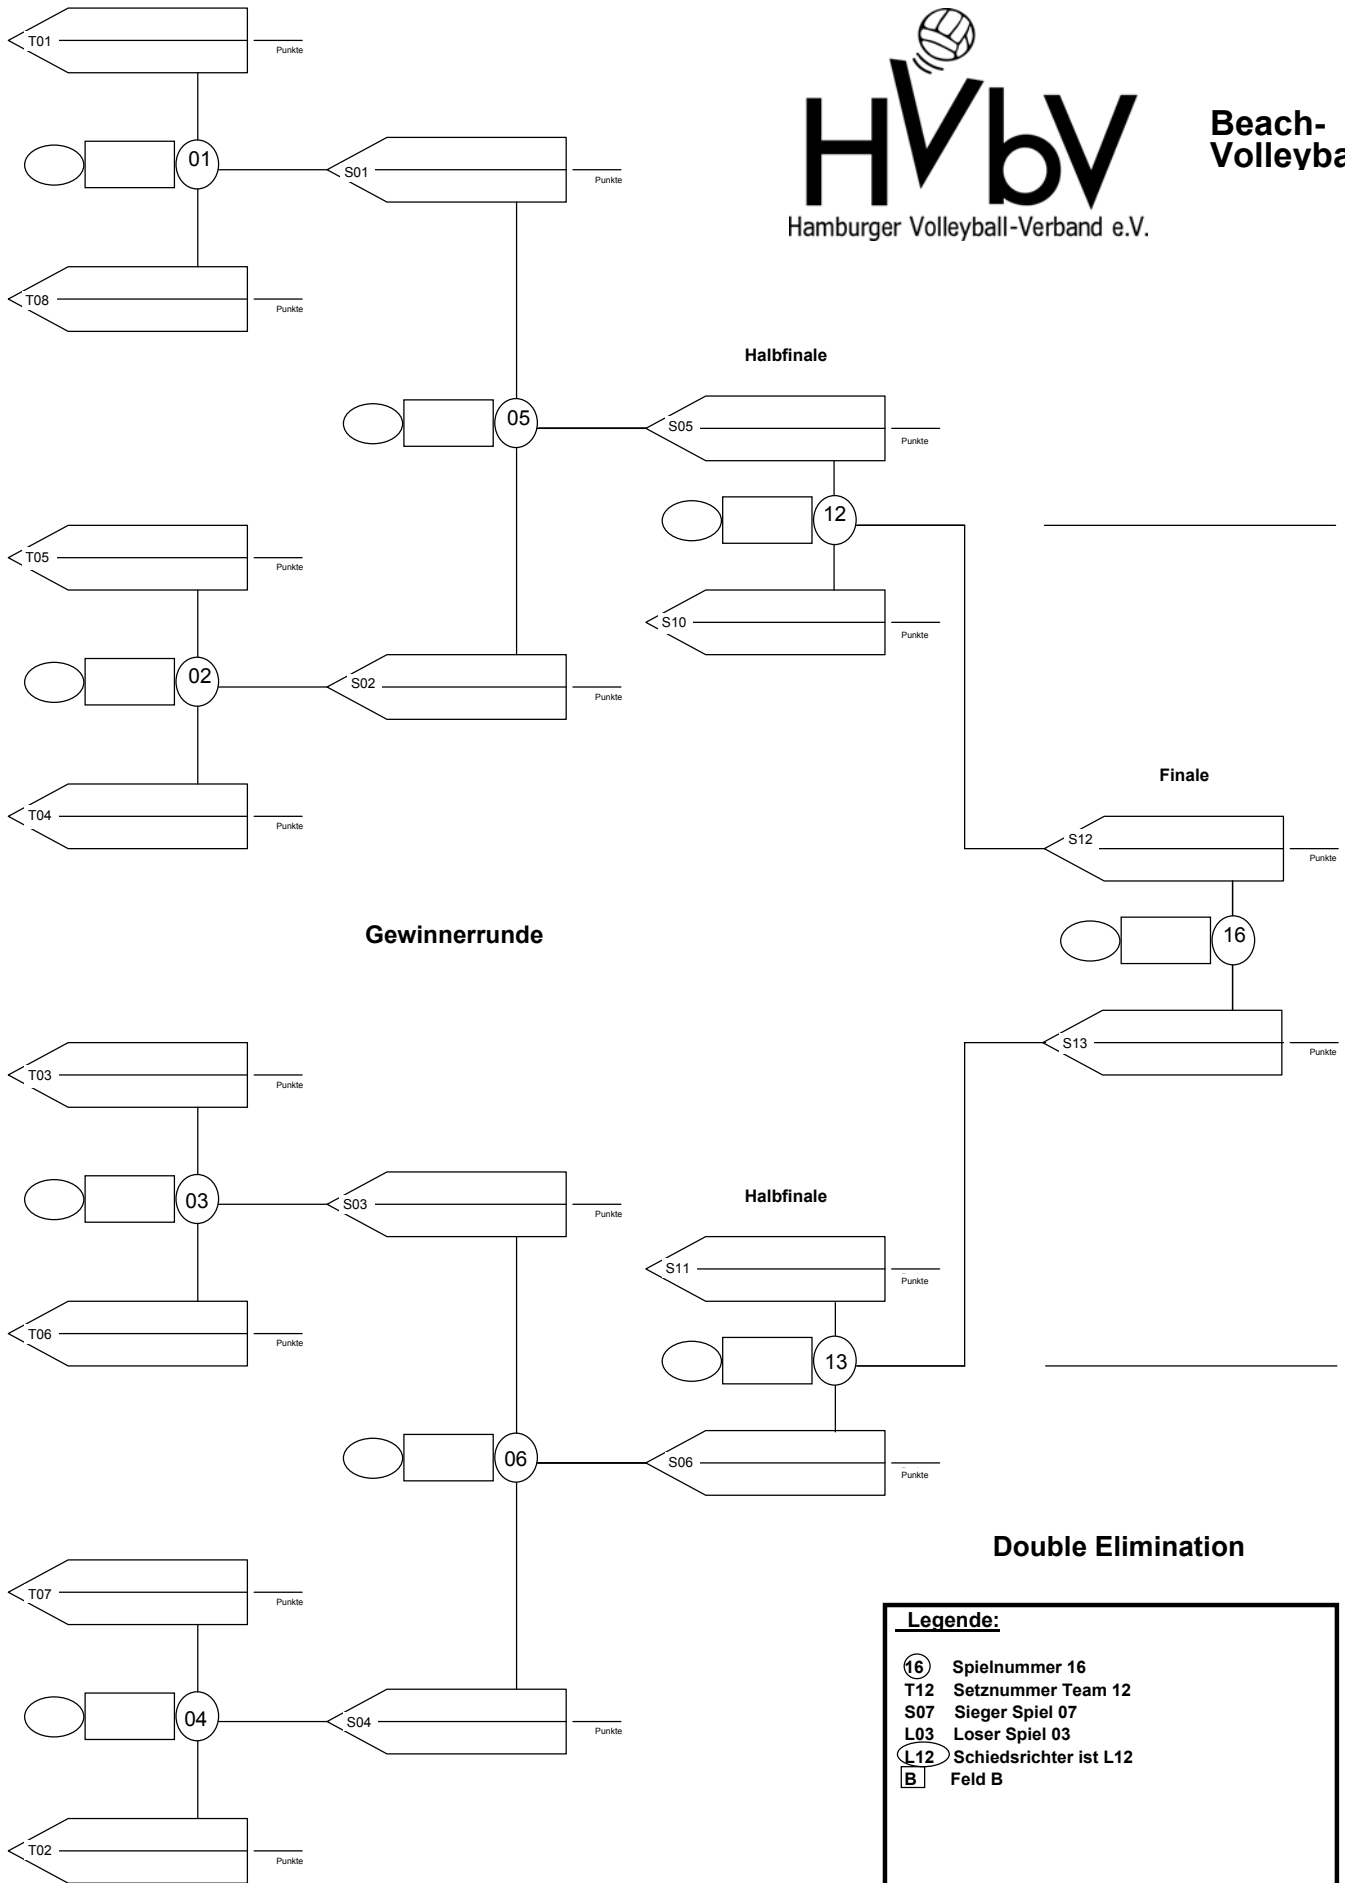 T01
Punkte
HVbV
Beach-
Volleyba
01
S01
Punkte
Hamburger Volleyball-Verband e.V.
T08
Punkte
Halbfinale
05
S05
Punkte
12
T05
Punkte
S10
Punkte
02
S02
Punkte
Finale
T04
Punkte
S12
Punkte
Gewinnerrunde
16
S13
Punkte
T03
Punkte
03
S03
Punkte
Halbfinale
S11
Punkte
T06
Punkte
13
06
S06
Punkte
Double Elimination
T07
Punkte
Legende:
16 Spielnummer 16
T12 Setznummer Team 12
S07 Sieger Spiel 07
04
S04
Punkte
L03 Loser Spiel 03
L12 Schiedsrichter ist L12
B Feld B
T02
Punkte